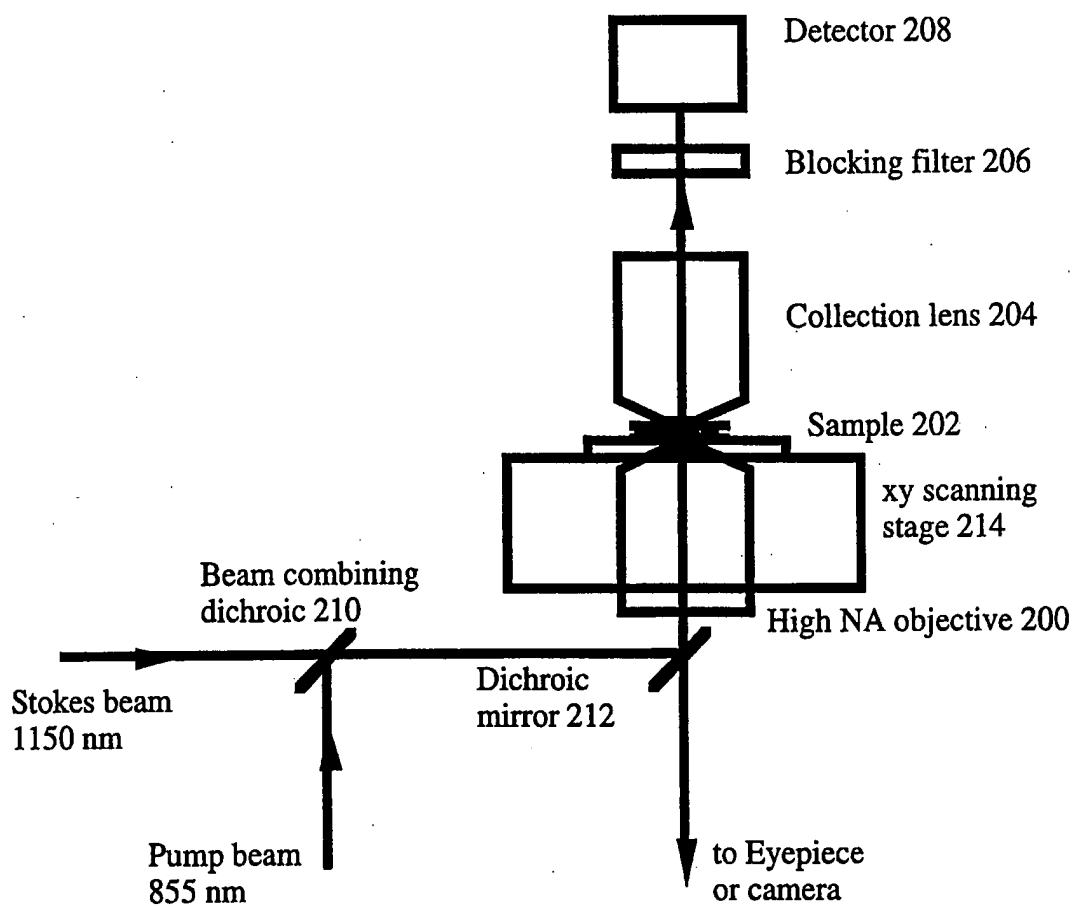 Detector 208
Blocking filter 206
Collection lens 204
Sample 202
xy scanning
stage 214
Beam combining
dichroic 210
High NA objective 200
Dichroic
mirror 212
Stokes beam
1150 nm
Pump beam
855 nm
to Eyepiece
or camera